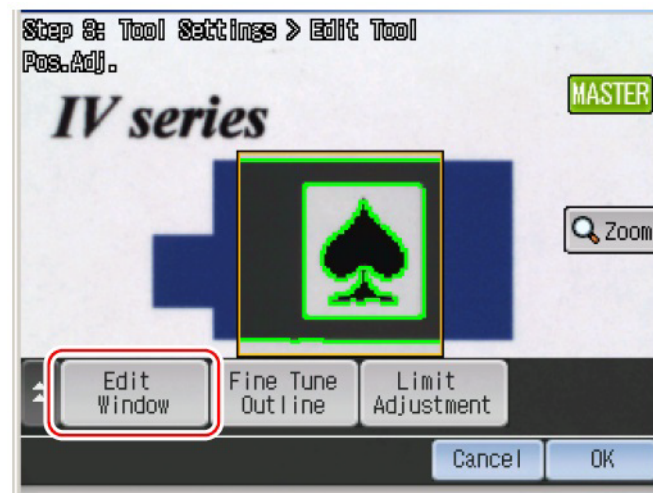 Step 3: Tool Settings > Edit Tool
Pos.Adj.
MASTER
IV series
Zoom
Edit
Window
Fine Tune
Outline
Limit
Adjustment
Cancel
OK